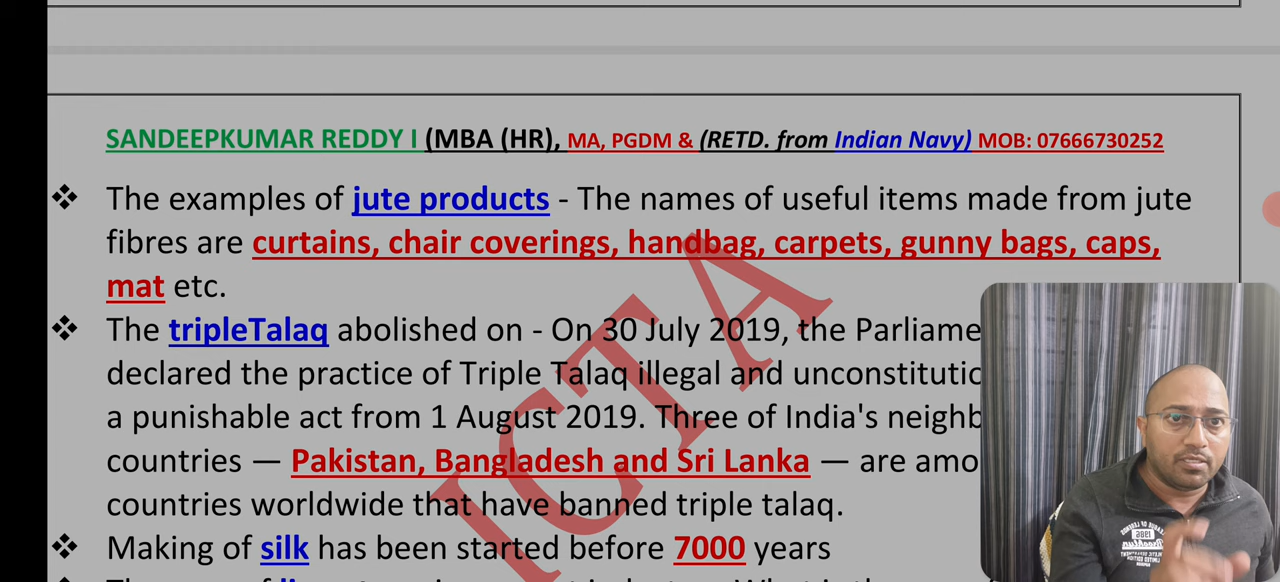 SANDEEPKUMAR REDDY I (MBA (HR), MA, PGDM & (RETD. from Indian Navy) MOB: 07666730252
❖ The examples of jute products - The names of useful items made from jute
fibres are curtains, chair coverings, handbag, carpets, gunny bags, caps,
mat etc.
❖ The tripleTalaq abolished on - On 30 July 2019, the Parliame
declared the practice of Triple Talaq illegal and unconstitutic
a punishable act from 1 August 2019. Three of India's neighb
countries — Pakistan, Bangladesh and Sri Lanka — are amo
countries worldwide that have banned triple talaq.
❖ Making of silk has been started before 7000 years
ICTA
1986